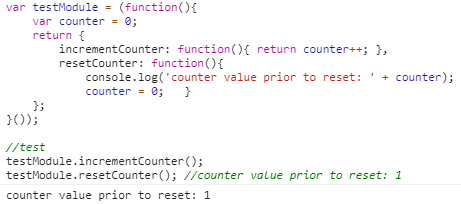 var testModule = (function(){
    var counter = 0;
    return {
        incrementCounter: function(){ return counter++; },
        resetCounter: function(){
            console.log('counter value prior to reset: ' + counter);
            counter = 0;   }
    };
}());

//test
testModule.incrementCounter();
testModule.resetCounter(); //counter value prior to reset: 1
counter value prior to reset: 1